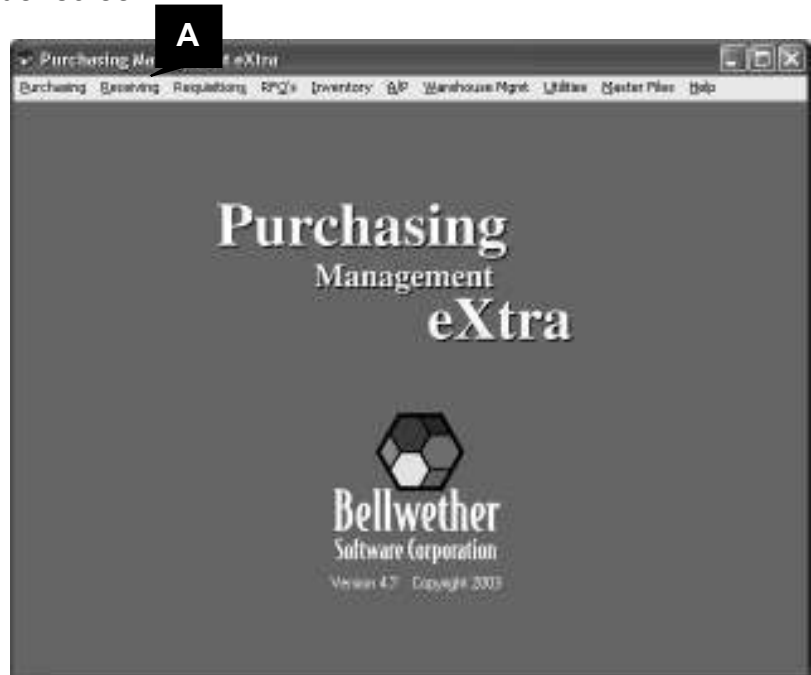 A
Purchasing Ma t eXtra
Purchasing Receiving Requisitions RFQ's Inventory A/P Warehouse Mgmt Utilities Master Files Help
Purchasing
Management
eXtra
Bellwether
Software Corporation
Version 4.7 Copyright 2003